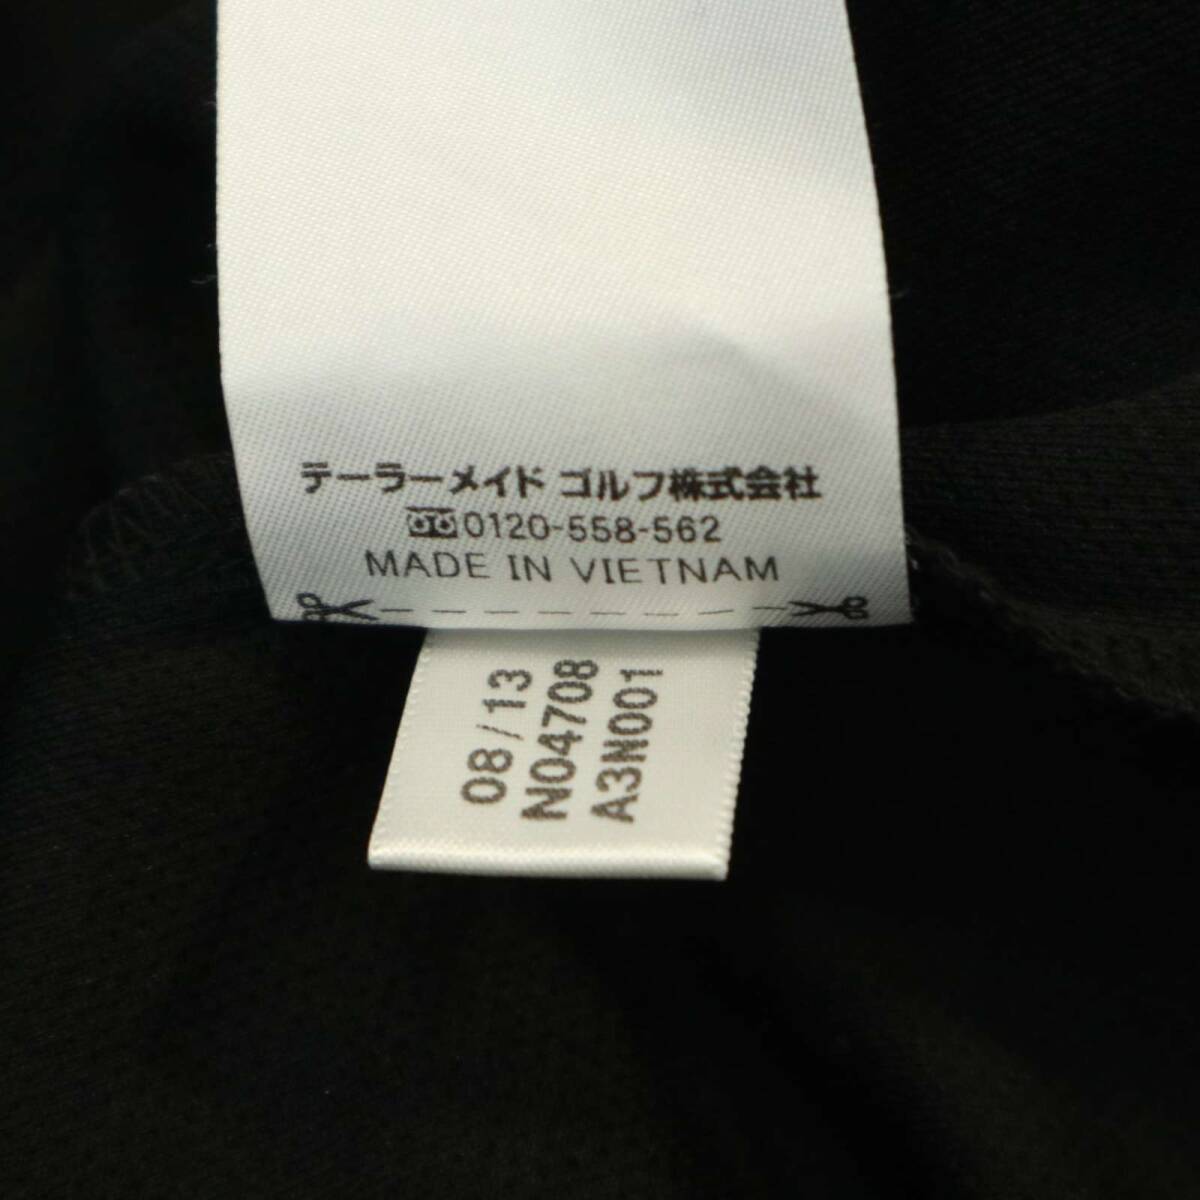 テーラーメイド ゴルフ株式会社
0120-558-562
MADE IN VIETNAM
08/13
N04708
A3N001